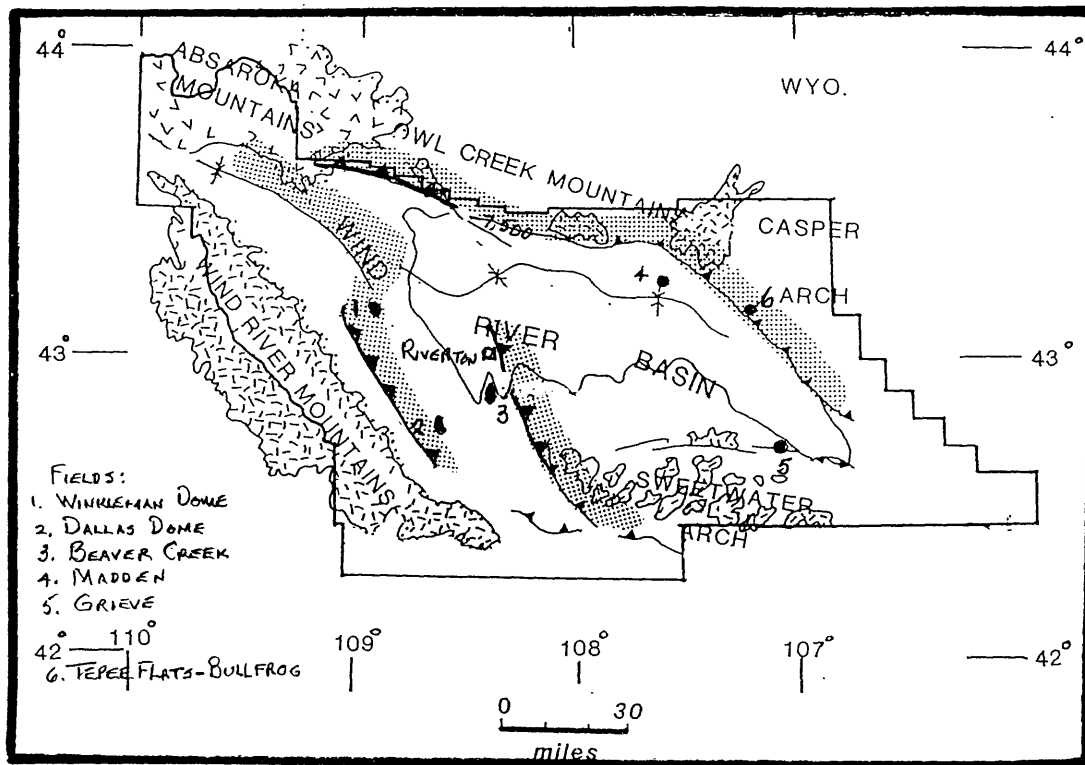 44° 44°
ABSAROKA
MOUNTAINS
WYO.
OWL CREEK MOUNTAINS
CASPER
ARCH
1,500
WIND
RIVER
BASIN
4
6
1
43° 43°
RIVERTON
3
2
5
WIND RIVER MOUNTAINS
SWEETWATER
ARCH
FIELDS:
1. WINKLEMAN DOME
2. DALLAS DOME
3. BEAVER CREEK
4. MADDEN
5. GRIEVE
42° 110° 109° 108° 107° 42°
6. TEPEE FLATS-BULLFROG
0 30
miles